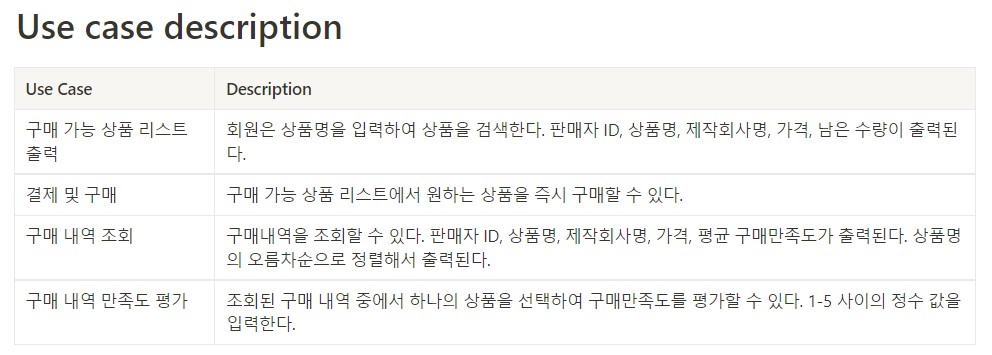 Use case description
Use Case
Description
구매 가능 상품 리스트
출력
회원은 상품명을 입력하여 상품을 검색한다. 판매자 ID, 상품명, 제작회사명, 가격, 남은 수량이 출력된
다.
결제 및 구매
구매 가능 상품 리스트에서 원하는 상품을 즉시 구매할 수 있다.
구매 내역 조회
구매내역을 조회할 수 있다. 판매자 ID, 상품명, 제작회사명, 가격, 평균 구매만족도가 출력된다. 상품명
의 오름차순으로 정렬해서 출력된다.
구매 내역 만족도 평가
조회된 구매 내역 중에서 하나의 상품을 선택하여 구매만족도를 평가할 수 있다. 1-5 사이의 정수 값을
입력한다.